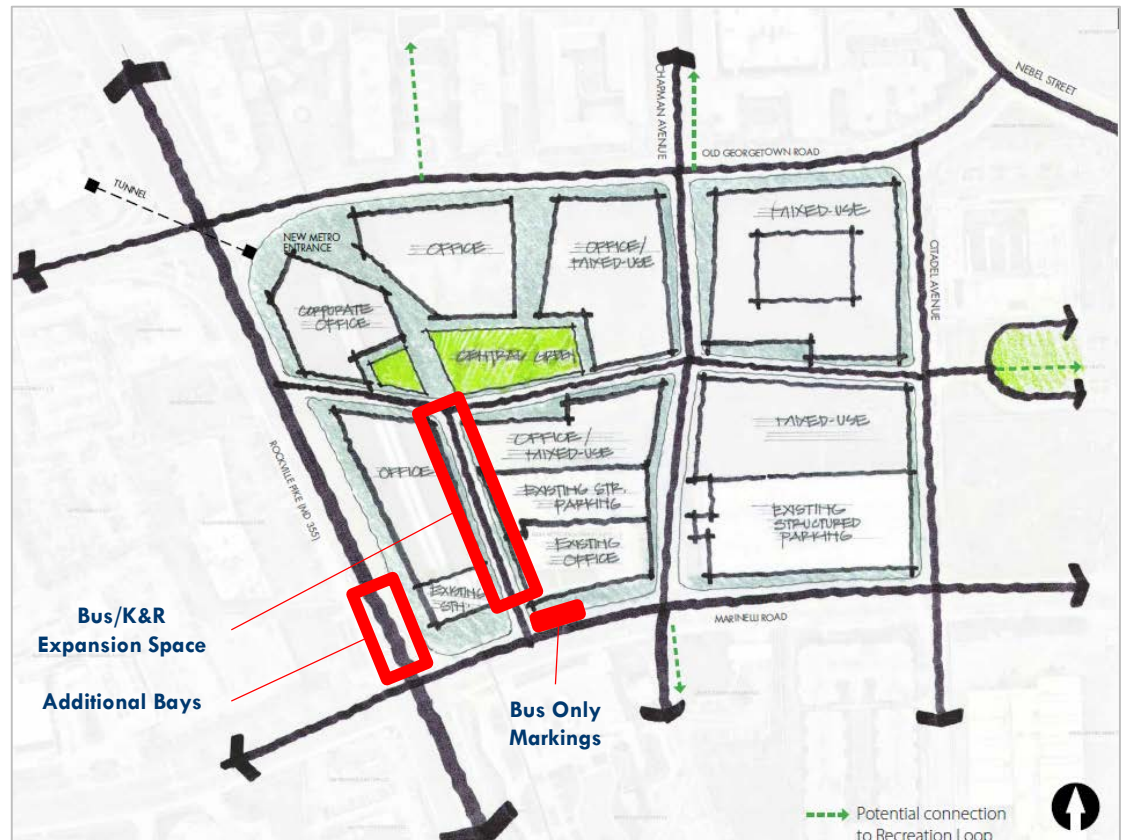 NEBEL STREET
CHAPMAN AVENUE
OLD GEORGETOWN ROAD
TUNNEL
NEW METRO
ENTRANCE
OFFICE
OFFICE/
MIXED-USE
MIXED-USE
CITADEL AVENUE
CORPORATE
OFFICE
CENTRAL GREEN
ROCKVILLE PIKE (MD 355)
OFFICE
OFFICE/
MIXED-USE
EXISTING STR.
PARKING
EXISTING
OFFICE
MIXED-USE
EXISTING
STRUCTURED
PARKING
EXISTING
STH.
MARINELLI ROAD
Bus/K&R
Expansion Space
Additional Bays
Bus Only
Markings
Potential connection
to Recreation Loop